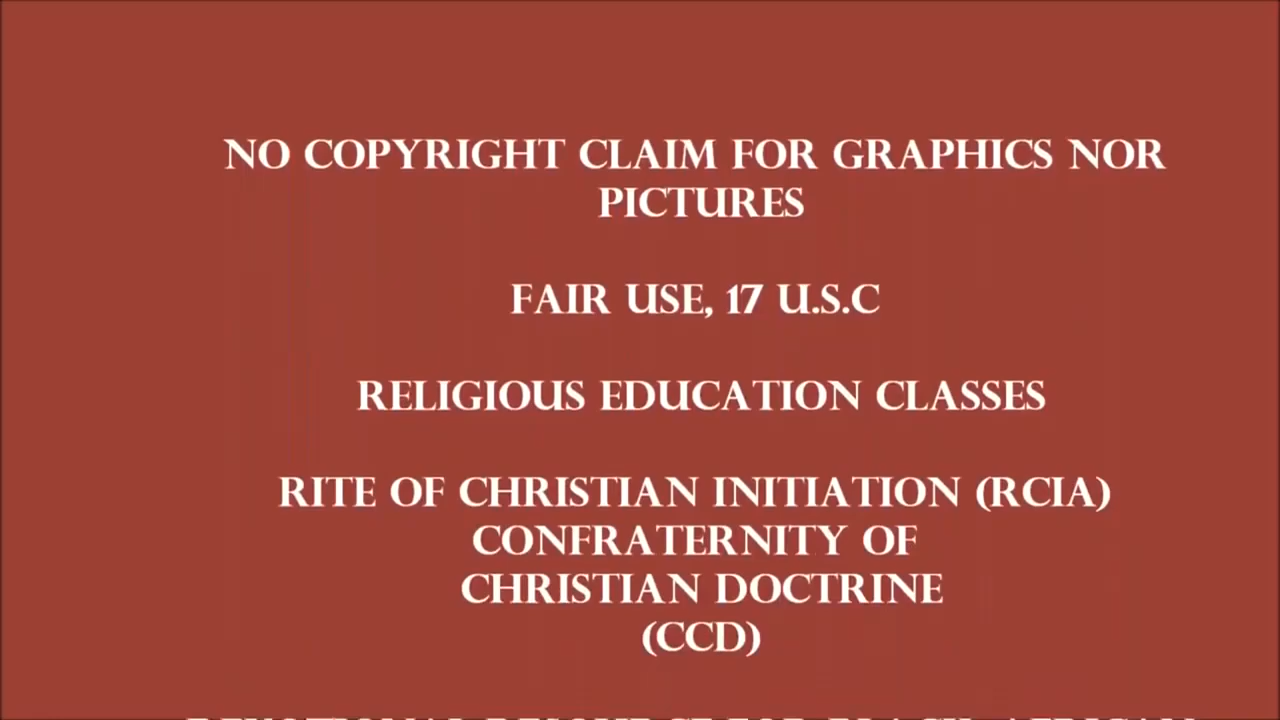 NO COPYRIGHT CLAIM FOR GRAPHICS NOR
PICTURES
FAIR USE, 17 U.S.C
RELIGIOUS EDUCATION CLASSES
RITE OF CHRISTIAN INITIATION (RCIA)
CONFRATERNITY OF
CHRISTIAN DOCTRINE
(CCD)